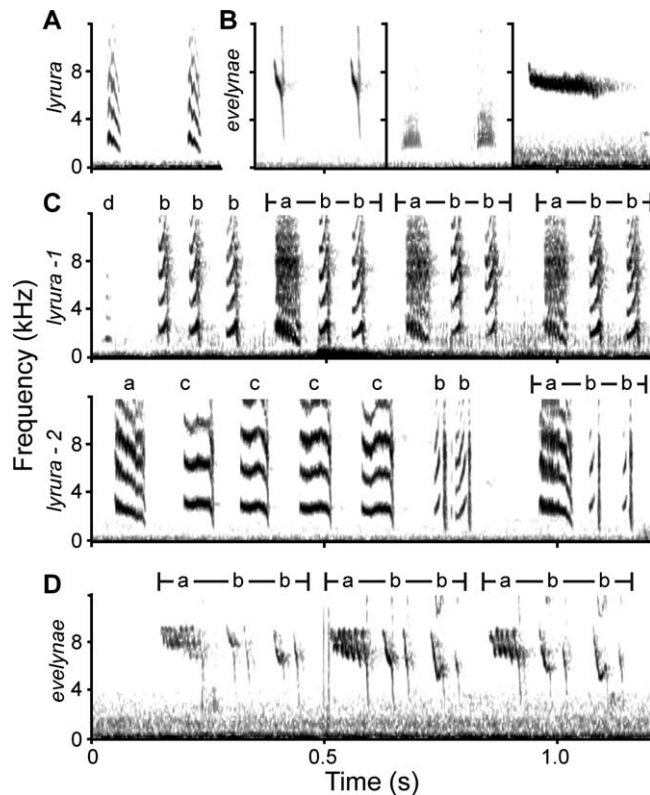 A
lyrura
8
4
0
B
evelynae
C
d b b b a b b a b b a b b
lyrura -1
8
4
0
a c c c c b b a b b
lyrura - 2
8
4
0
Frequency (kHz)
D
a b b a b b a b b
evelynae
8
4
0
0 0.5 1.0
Time (s)